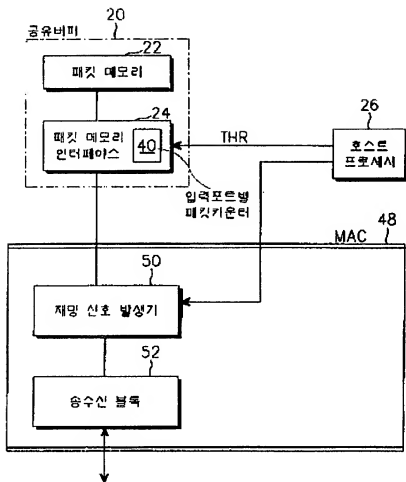 20
공유버퍼
22
패킷 메모리
24
패킷 메모리
인터페이스
40
THR
26
호스트
프로세서
입력포트별
패킷카운터
MAC
48
50
재밍 신호 발생기
52
송수신 블록